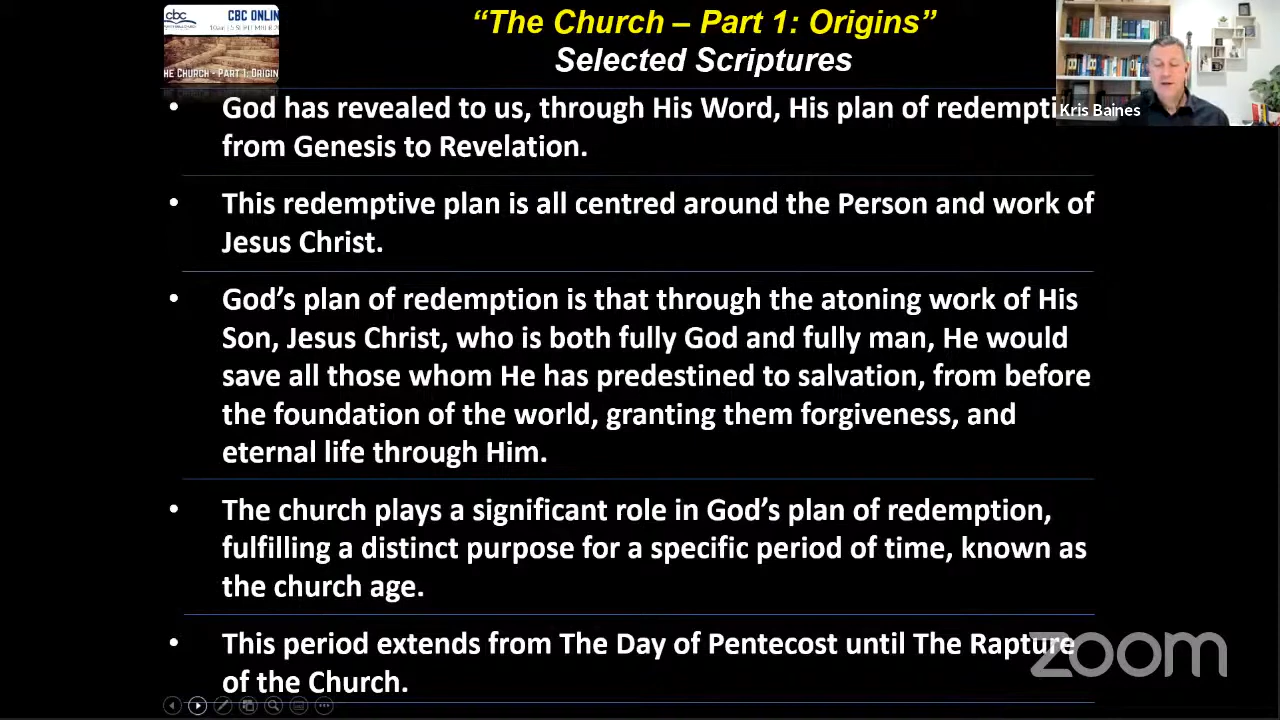 cbc
CBC ONLIN
“The Church – Part 1: Origins”
Selected Scriptures
HE CHURCH - PART 1: ORIGIN
Kris Baines
• God has revealed to us, through His Word, His plan of redempti
from Genesis to Revelation.
• This redemptive plan is all centred around the Person and work of
Jesus Christ.
• God’s plan of redemption is that through the atoning work of His
Son, Jesus Christ, who is both fully God and fully man, He would
save all those whom He has predestined to salvation, from before
the foundation of the world, granting them forgiveness, and
eternal life through Him.
• The church plays a significant role in God’s plan of redemption,
fulfilling a distinct purpose for a specific period of time, known as
the church age.
• This period extends from The Day of Pentecost until The Rapture
of the Church.
zoom